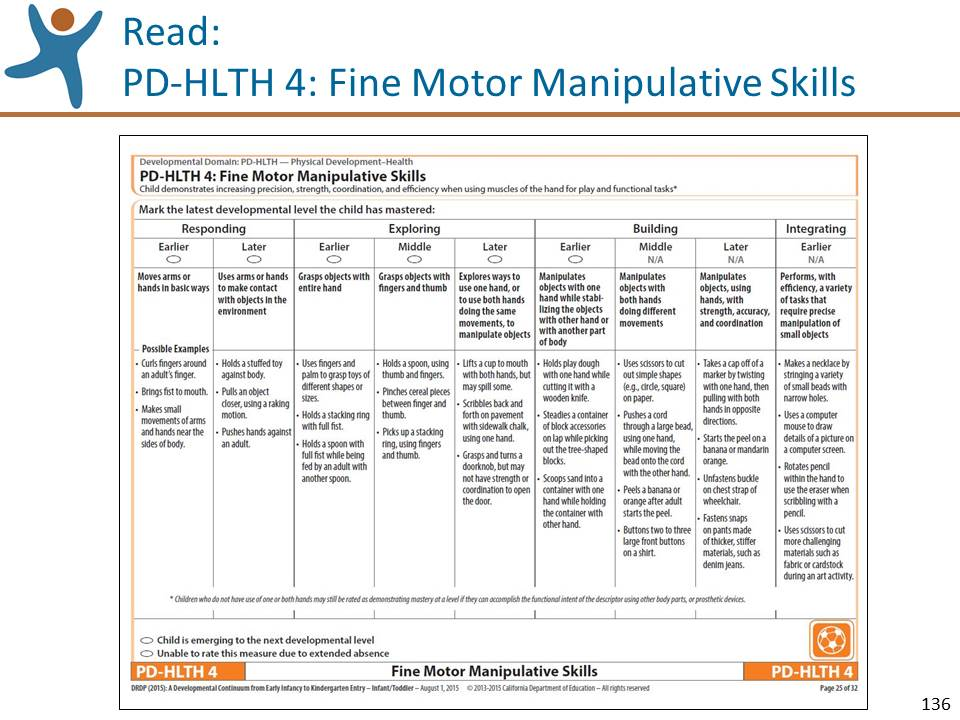 Read:
PD-HLTH 4: Fine Motor Manipulative Skills
Developmental Domain: PD-HLTH — Physical Development–Health
PD-HLTH 4: Fine Motor Manipulative Skills
Child demonstrates increasing precision, strength, coordination, and efficiency when using muscles of the hand for play and functional tasks*
Mark the latest developmental level the child has mastered:
Responding Exploring Building Integrating
Earlier Later Earlier Middle Later Earlier Middle Later Earlier
N/A N/A N/A
Moves arms or
hands in basic ways
Uses arms or hands
to make contact
with objects in the
environment
Grasps objects with
entire hand
Grasps objects with
fingers and thumb
Explores ways to
use one hand, or
to use both hands
doing the same
movements, to
manipulate objects
Manipulates
objects with one
hand while stabi-
lizing the objects
with other hand or
with another part
of body
Manipulates
objects with
both hands
doing different
movements
Manipulates
objects, using
hands, with
strength, accuracy,
and coordination
Performs, with
efficiency, a variety
of tasks that
require precise
manipulation of
small objects
Possible Examples
• Curls fingers around
an adult's finger.
• Brings fist to mouth.
• Makes small
movements of arms
and hands near the
sides of body.
• Holds a stuffed toy
against body.
• Pulls an object
closer, using a raking
motion.
• Pushes hands against
an adult.
• Uses fingers and
palm to grasp toys of
different shapes or
sizes.
• Holds a stacking ring
with full fist.
• Holds a spoon with
full fist while being
fed by an adult with
another spoon.
• Holds a spoon, using
thumb and fingers.
• Pinches cereal pieces
between finger and
thumb.
• Picks up a stacking
ring, using fingers
and thumb.
• Lifts a cup to mouth
with both hands, but
may spill some.
• Scribbles back and
forth on pavement
with sidewalk chalk,
using one hand.
• Grasps and turns a
doorknob, but may
not have strength or
coordination to open
the door.
• Holds play dough
with one hand while
cutting it with a
wooden knife.
• Steadies a container
of block accessories
on lap while picking
out the tree-shaped
blocks.
• Scoops sand into a
container with one
hand while holding
the container with
other hand.
• Uses scissors to cut
out simple shapes
(e.g., circle, square)
on paper.
• Pushes a cord
through a large bead,
using one hand,
while moving the
bead onto the cord
with the other hand.
• Peels a banana or
orange after adult
starts the peel.
• Buttons two to three
large front buttons
on a shirt.
• Takes a cap off of a
marker by twisting
with one hand, then
pulling with both
hands in opposite
directions.
• Starts the peel on a
banana or mandarin
orange.
• Unfastens buckle
on chest strap of
wheelchair.
• Fastens snaps
on pants made
of thicker, stiffer
materials, such as
denim jeans.
• Makes a necklace by
stringing a variety
of small beads with
narrow holes.
• Uses a computer
mouse to draw
details of a picture on
a computer screen.
• Rotates pencil
within the hand to
use the eraser when
scribbling with a
pencil.
• Uses scissors to cut
more challenging
materials such as
fabric or cardstock
during an art activity.
* Children who do not have use of one or both hands may still be rated as demonstrating mastery at a level if they can accomplish the functional intent of the descriptor using other body parts, or prosthetic devices.
Child is emerging to the next developmental level
Unable to rate this measure due to extended absence
PD-HLTH 4 Fine Motor Manipulative Skills PD-HLTH 4
DRDP (2015): A Developmental Continuum from Early Infancy to Kindergarten Entry – Infant/Toddler – August 1, 2015 © 2013-2015 California Department of Education – All rights reserved Page 25 of 32
136